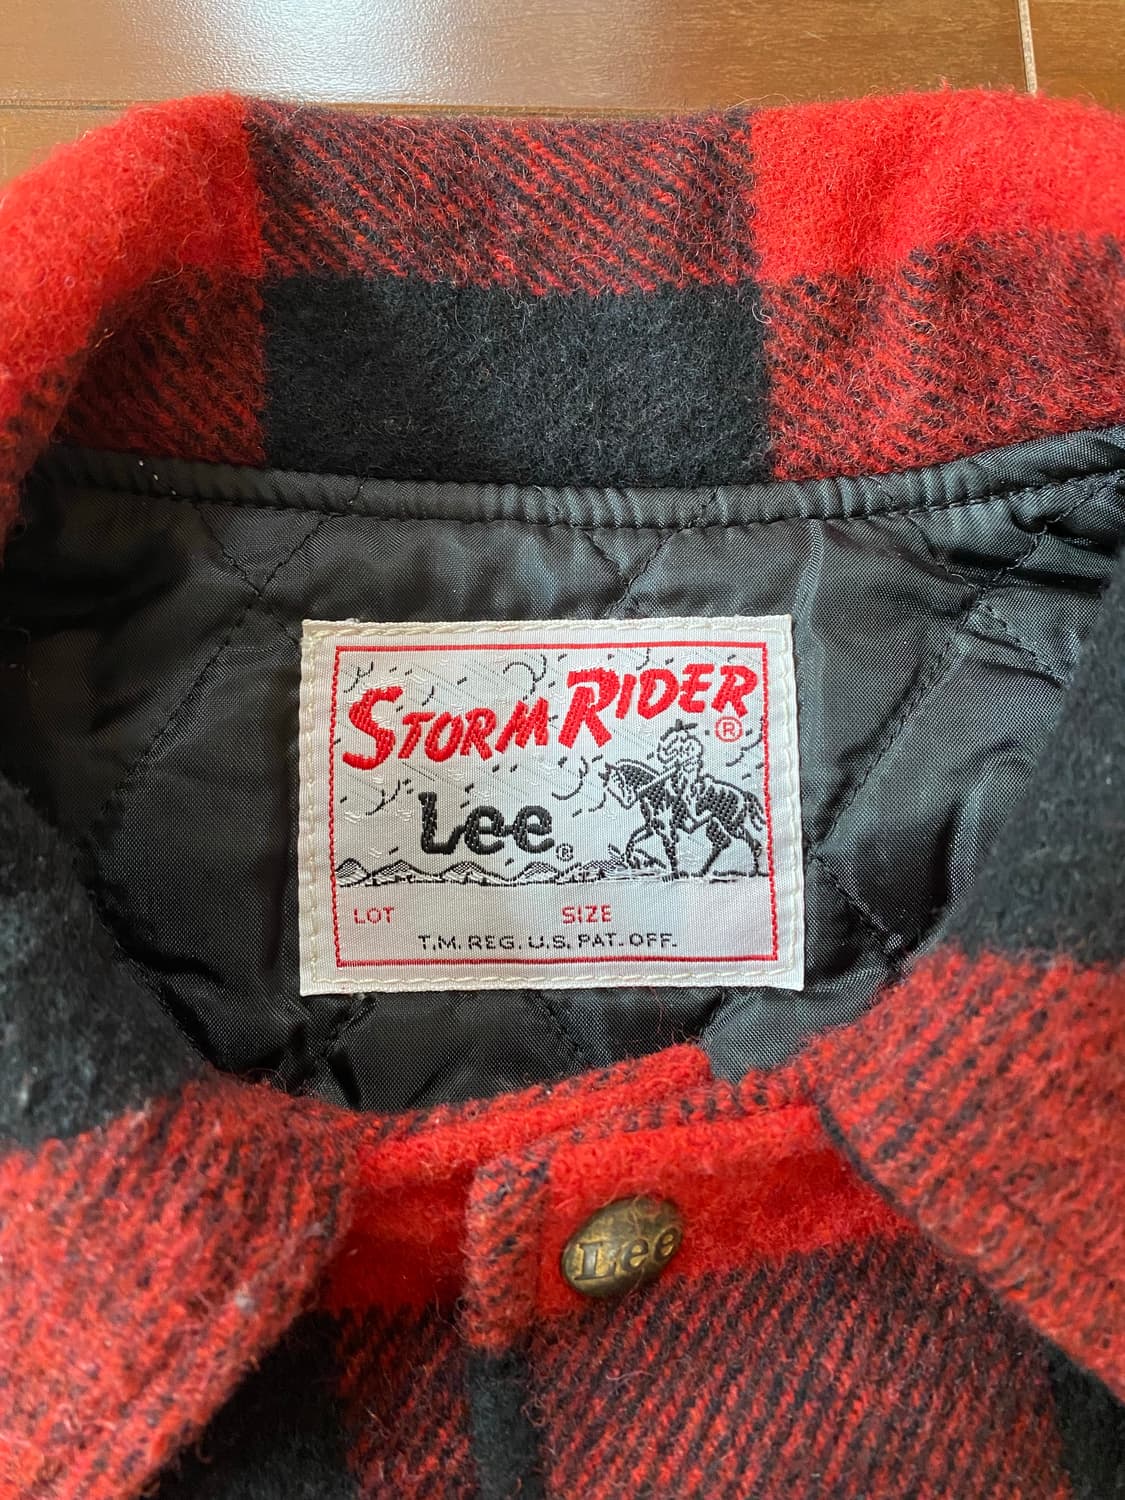 STORM RIDER ®
Lee ®
LOT SIZE
T.M. REG. U.S. PAT. OFF.
Lee